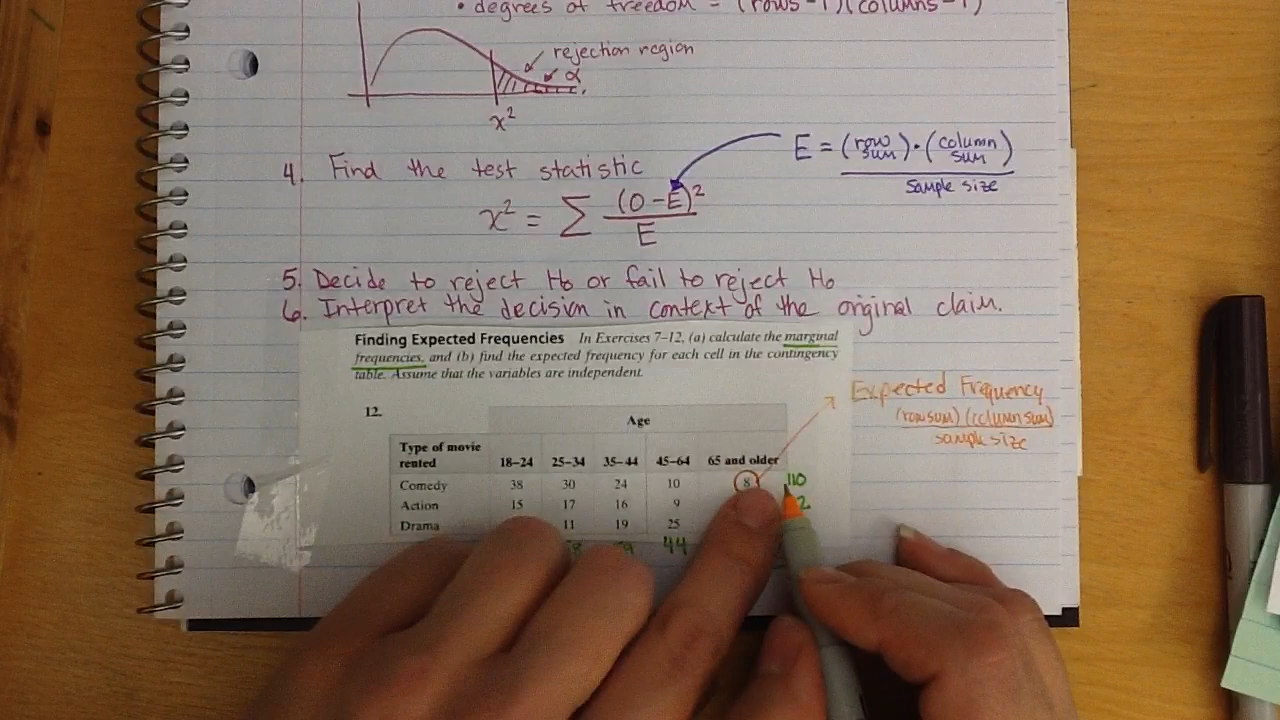 • degrees of freedom = (rows-1)(columns-1)
rejection region
α
x²
E = (row sum)·(column sum)
sample size
4. Find the test statistic
x² = Σ (O-E)²
E
5. Decide to reject Ho or fail to reject Ho
6. Interpret the decision in context of the original claim.
Finding Expected Frequencies In Exercises 7–12, (a) calculate the marginal
frequencies, and (b) find the expected frequency for each cell in the contingency
table. Assume that the variables are independent.
Expected Frequency
(row sum)(column sum)
sample size
12.
Age
Type of movie
rented 18–24 25–34 35–44 45–64 65 and older
Comedy 38 30 24 10 8 110
Action 15 17 16 9
Drama 11 19 25
44